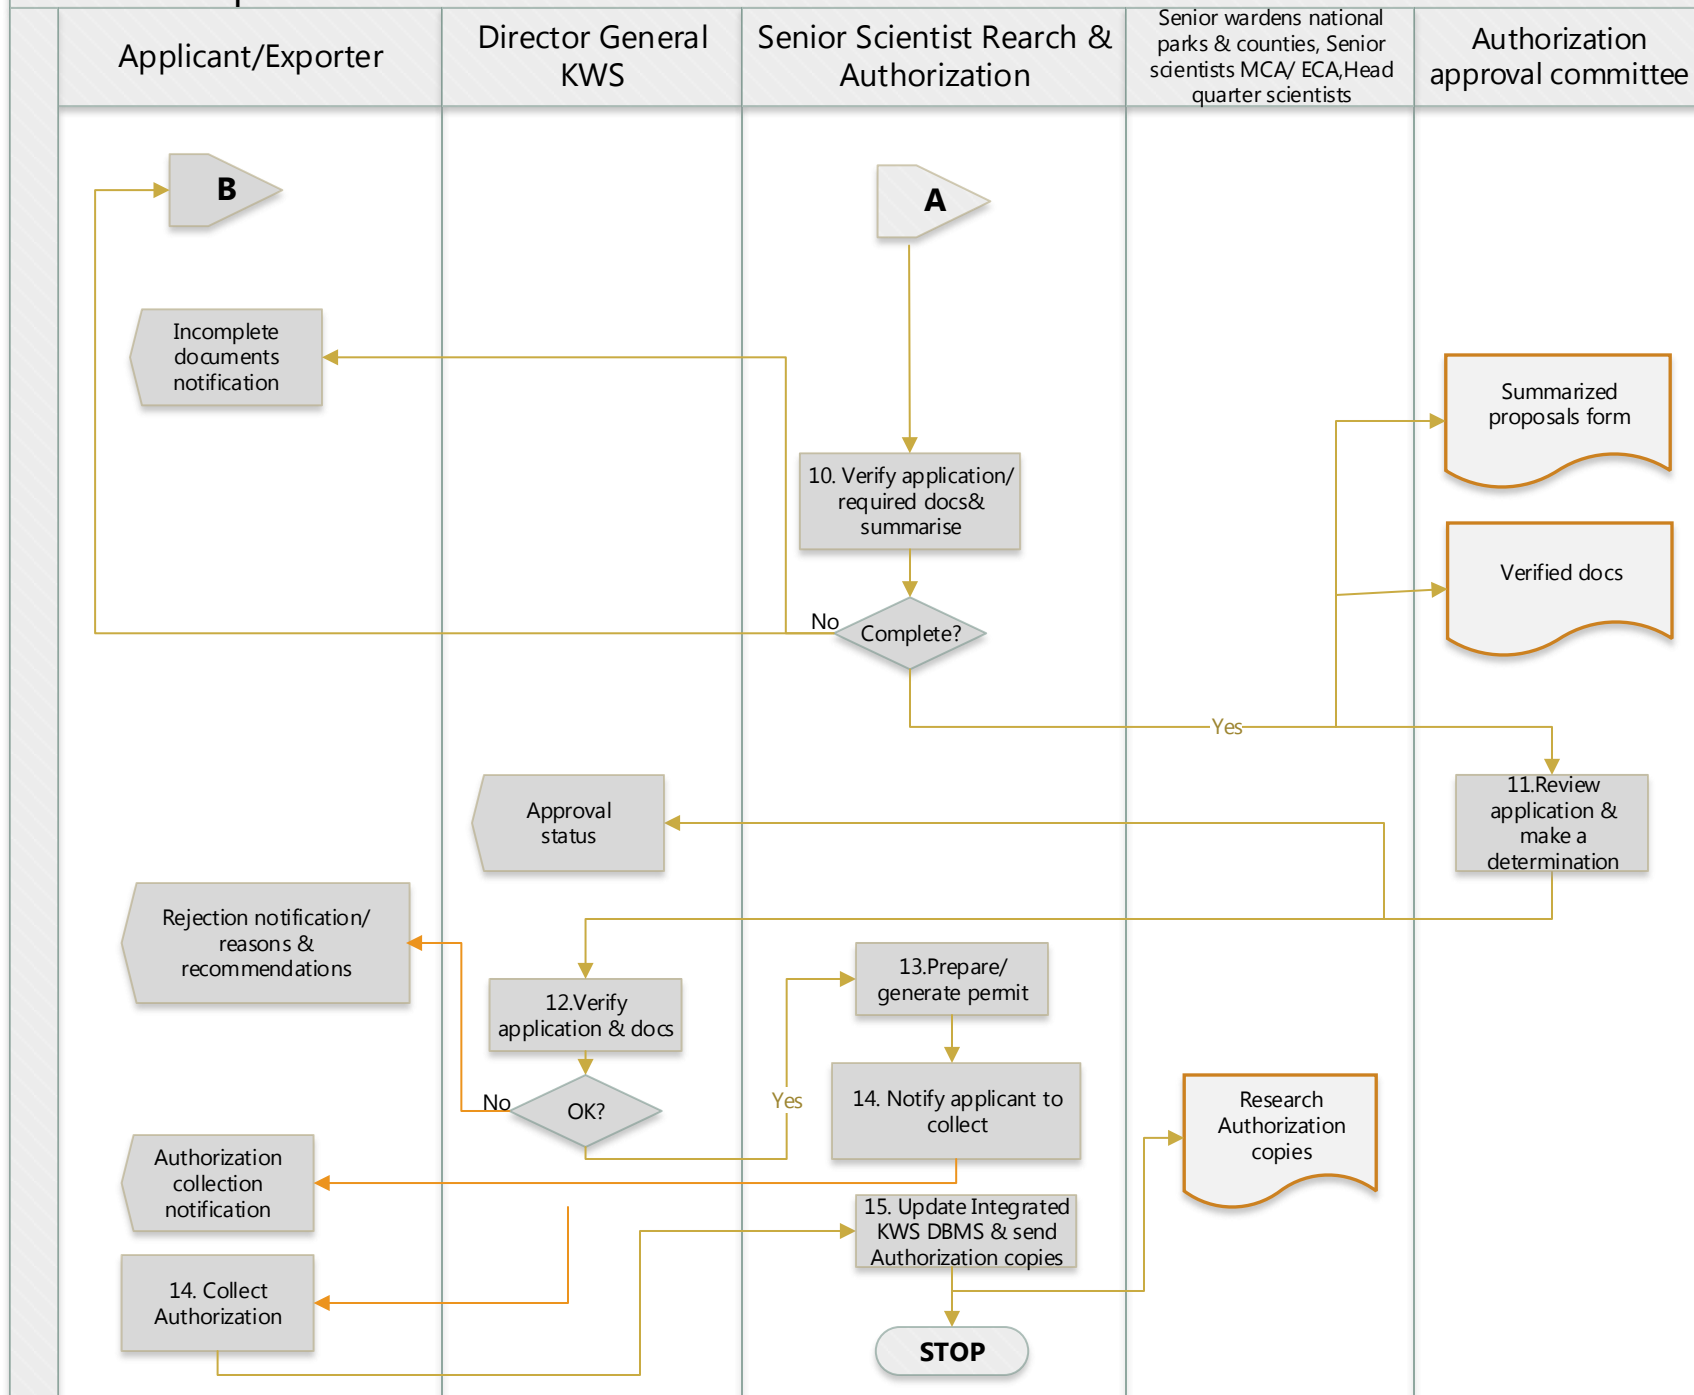 Applicant/Exporter
Director General
KWS
Senior Scientist Rearch &
Authorization
Senior wardens national
parks & counties, Senior
scientists MCA/ ECA,Head
quarter scientists
Authorization
approval committee
B
A
Incomplete
documents
notification
Summarized
proposals form
10. Verify application/
required docs&
summarise
Verified docs
No
Complete?
Yes
11.Review
application &
make a
determination
Approval
status
Rejection notification/
reasons &
recommendations
12.Verify
application & docs
13.Prepare/
generate permit
No
OK?
Yes
14. Notify applicant to
collect
Research
Authorization
copies
Authorization
collection
notification
15. Update Integrated
KWS DBMS & send
Authorization copies
14. Collect
Authorization
STOP